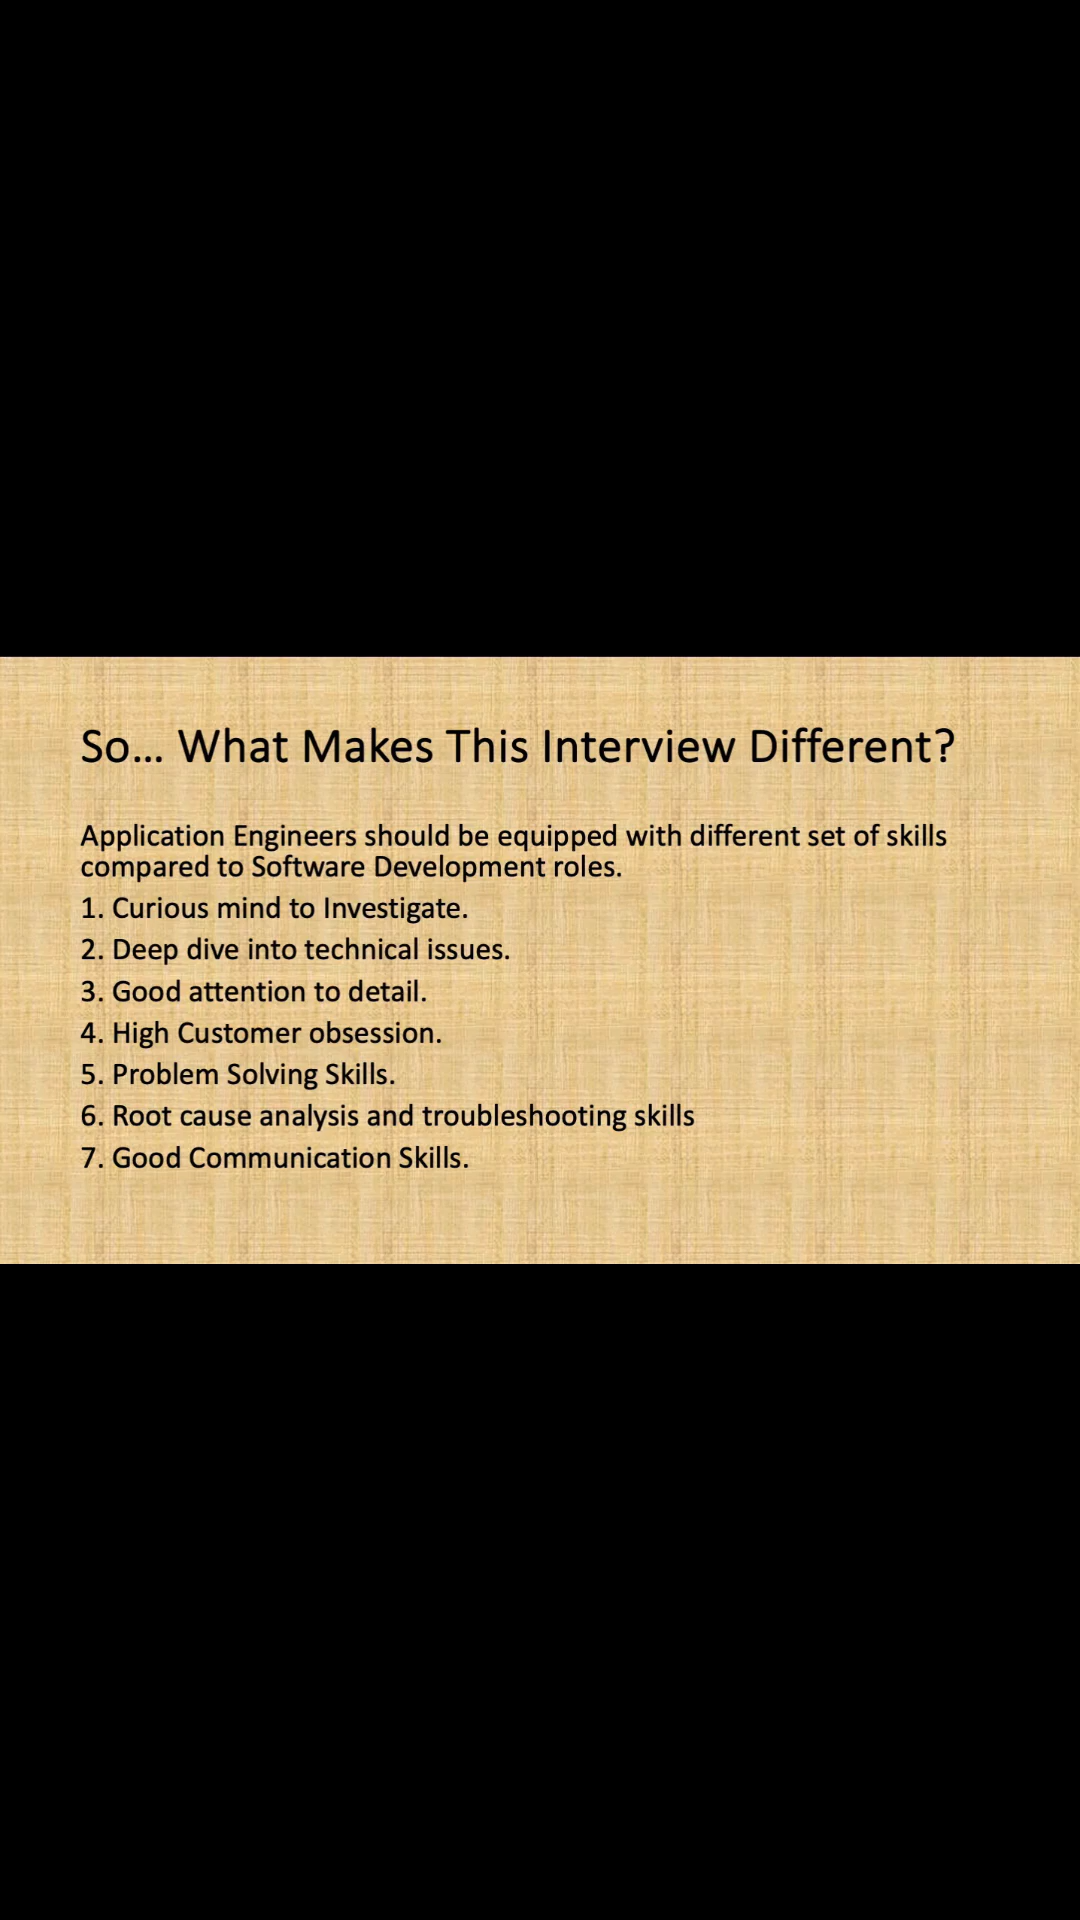 So... What Makes This Interview Different?
Application Engineers should be equipped with different set of skills
compared to Software Development roles.
1. Curious mind to Investigate.
2. Deep dive into technical issues.
3. Good attention to detail.
4. High Customer obsession.
5. Problem Solving Skills.
6. Root cause analysis and troubleshooting skills
7. Good Communication Skills.